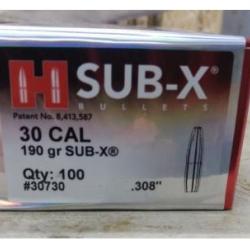 H SUB-X®
BULLETS
Patent No. 8,413,587
30 CAL
190 gr SUB-X®
Qty: 100
#30730 .308"